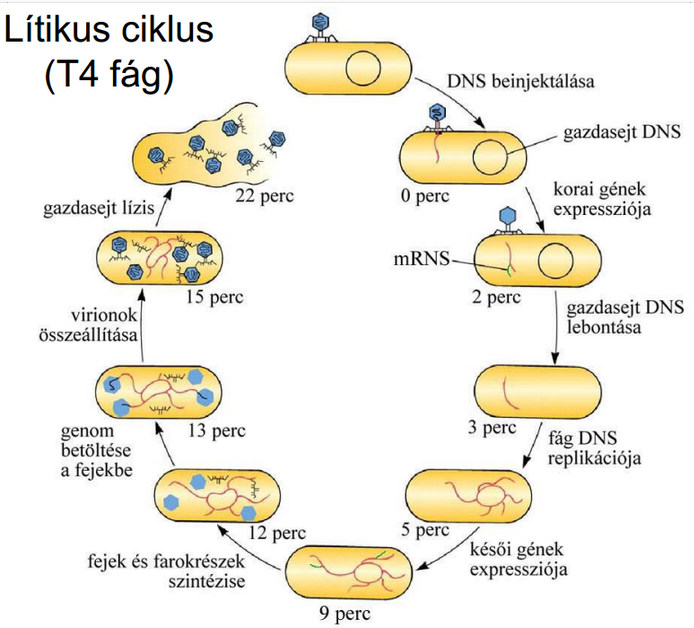 Lítikus ciklus
(T4 fág)
DNS beinjektálása
gazdasejt DNS
0 perc
korai gének
expressziója
mRNS
2 perc
gazdasejt DNS
lebontása
3 perc
fág DNS
replikációja
5 perc
késői gének
expressziója
9 perc
fejek és farokrészek
szintézise
12 perc
genom
betöltése
a fejekbe
13 perc
virionok
összeállítása
15 perc
gazdasejt lízis
22 perc